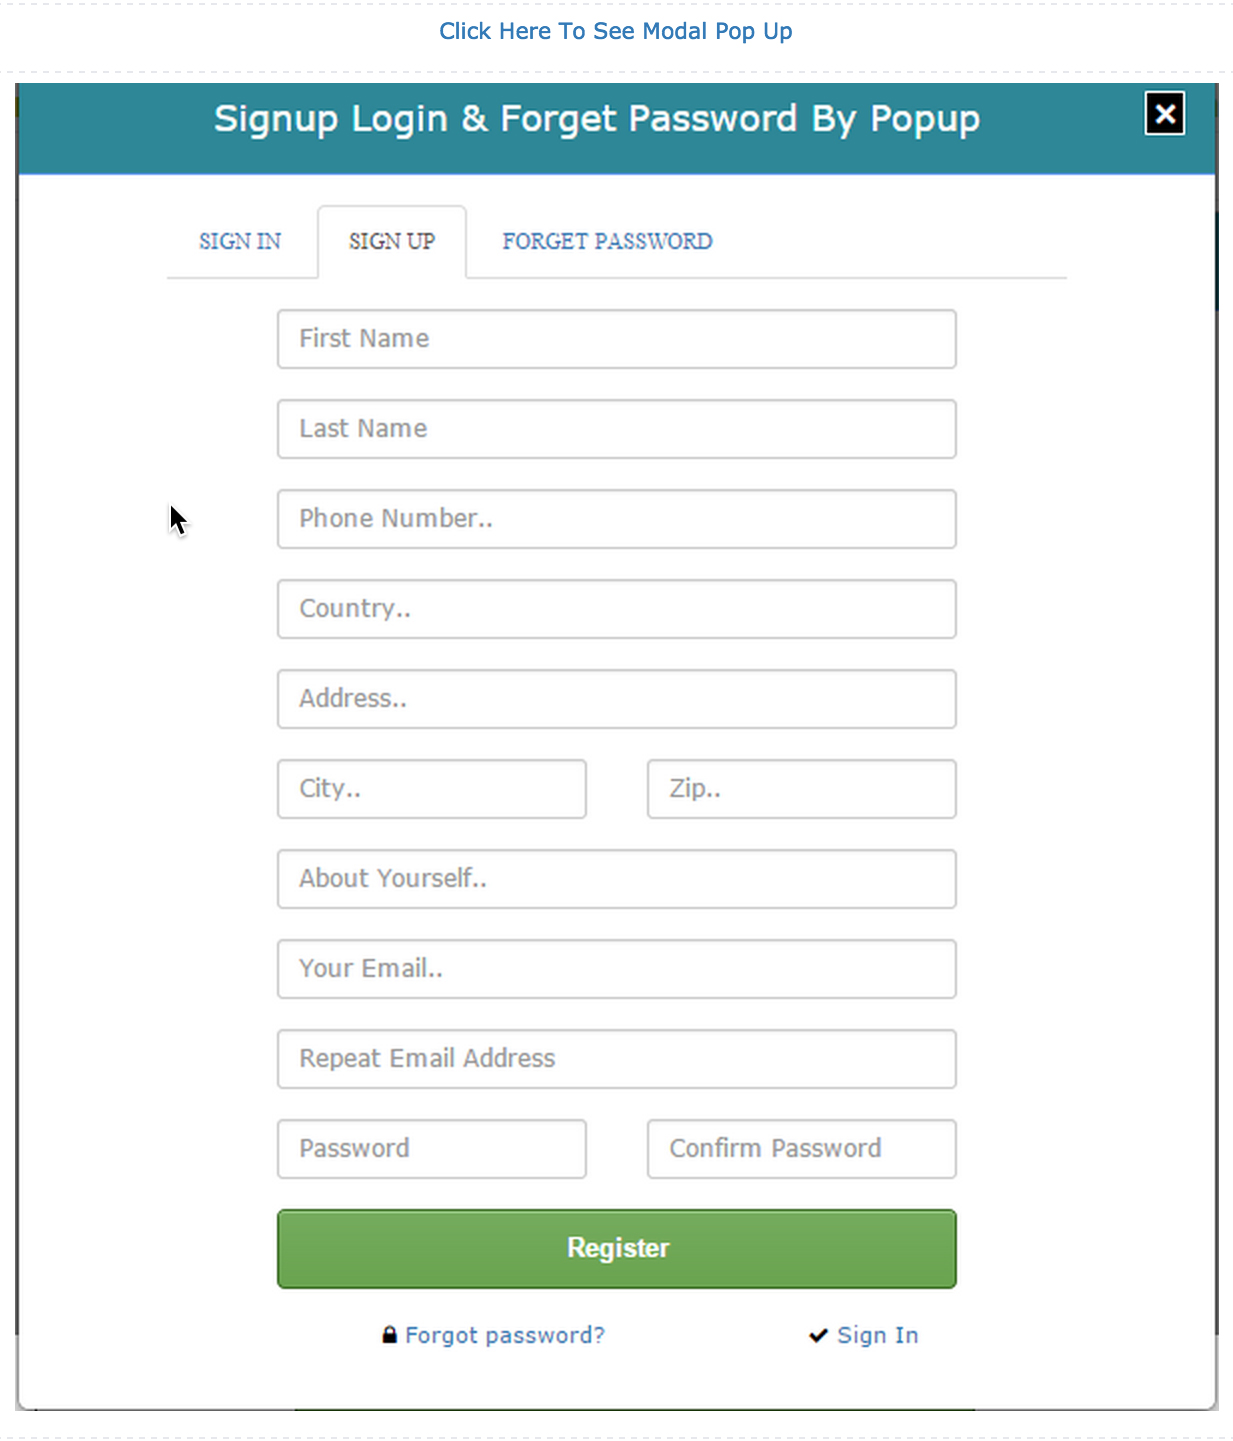 Click Here To See Modal Pop Up
Signup Login & Forget Password By Popup
SIGN IN SIGN UP FORGET PASSWORD
First Name
Last Name
Phone Number..
Country..
Address..
City.. Zip..
About Yourself..
Your Email..
Repeat Email Address
Password Confirm Password
Register
Forgot password? Sign In